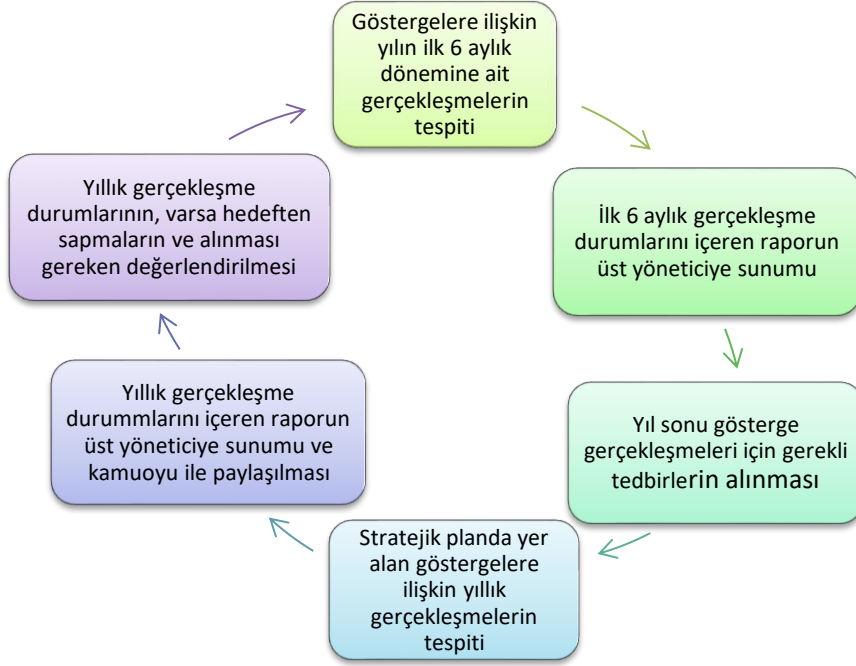 Göstergelere ilişkin
yılın ilk 6 aylık
dönemine ait
gerçekleşmelerin
tespiti
İlk 6 aylık gerçekleşme
durumlarını içeren raporun
üst yöneticiye sunumu
Yıl sonu gösterge
gerçekleşmeleri için gerekli
tedbirlerin alınması
Stratejik planda yer
alan göstergelere
ilişkin yıllık
gerçekleşmelerin
tespiti
Yıllık gerçekleşme
durummlarını içeren raporun
üst yöneticiye sunumu ve
kamuoyu ile paylaşılması
Yıllık gerçekleşme
durumlarının, varsa hedeften
sapmaların ve alınması
gereken değerlendirilmesi